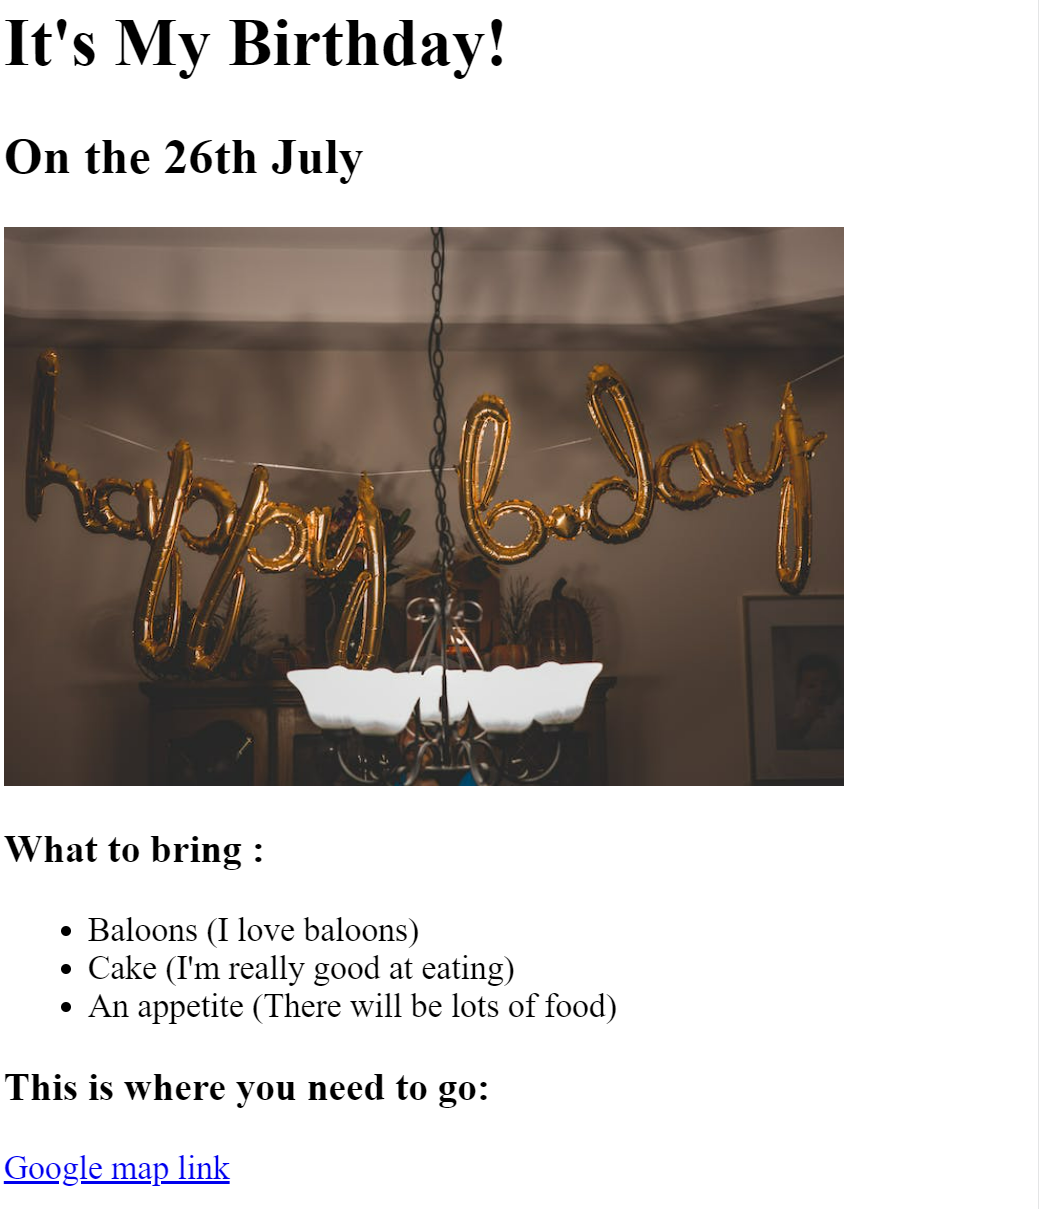 It's My Birthday!
On the 26th July
happy b.day
What to bring :
Baloons (I love baloons)
Cake (I'm really good at eating)
An appetite (There will be lots of food)
This is where you need to go:
Google map link